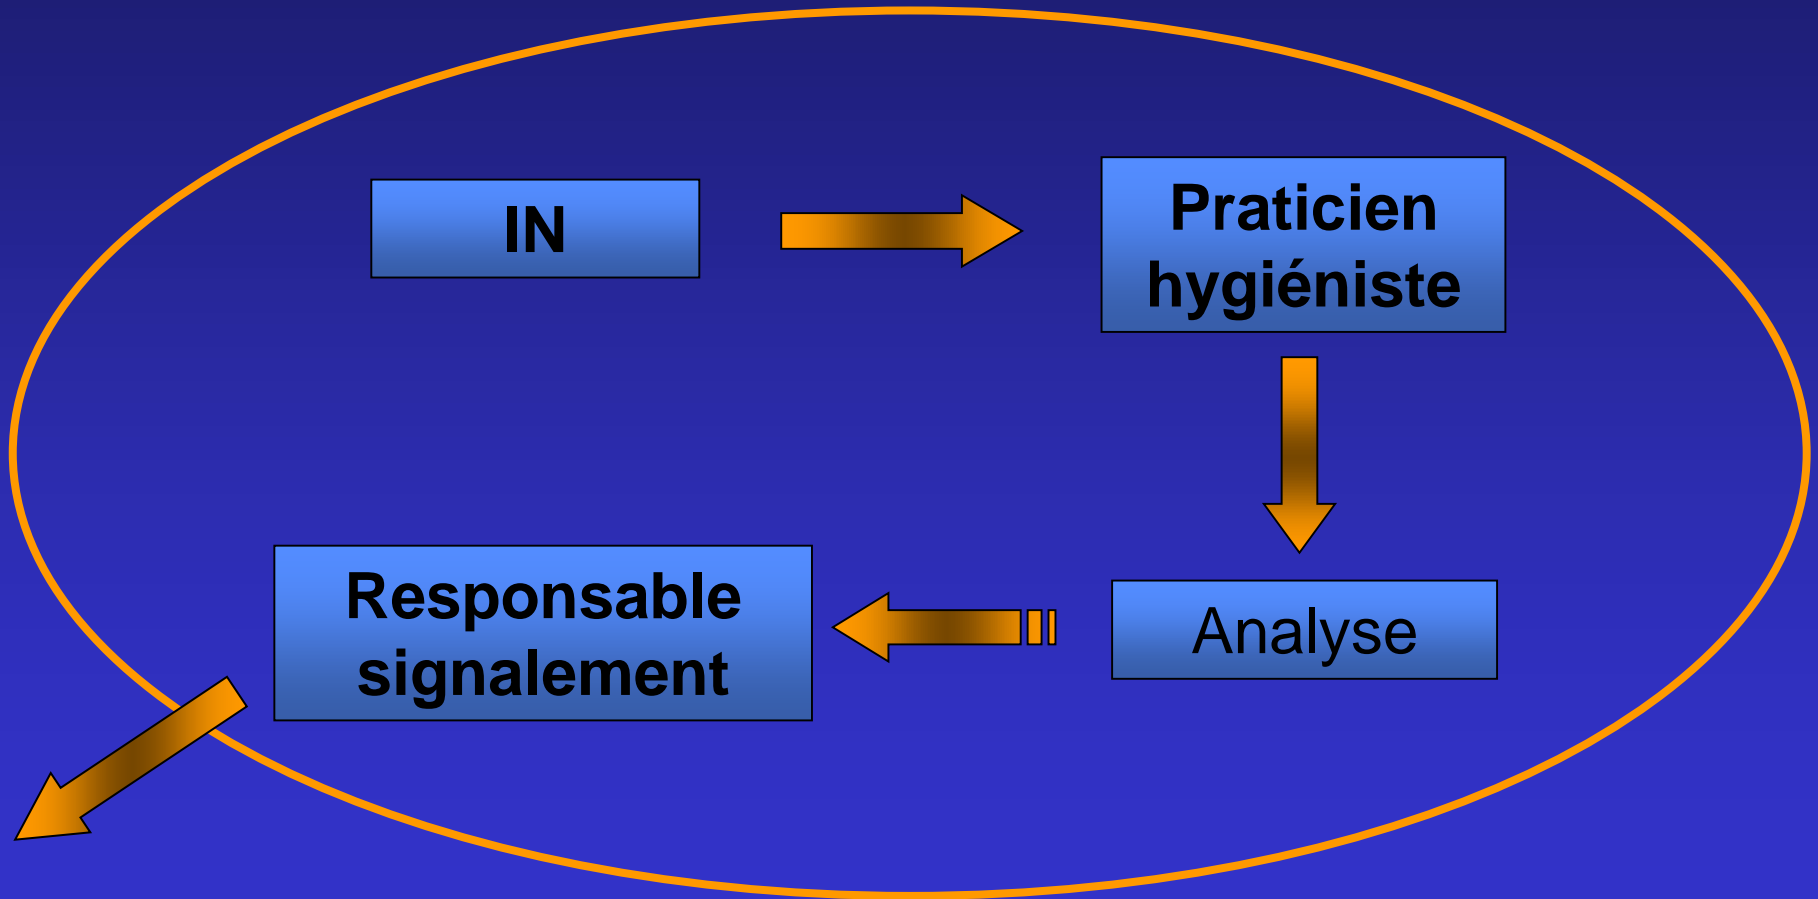 IN
Praticien
hygiéniste
Analyse
Responsable
signalement